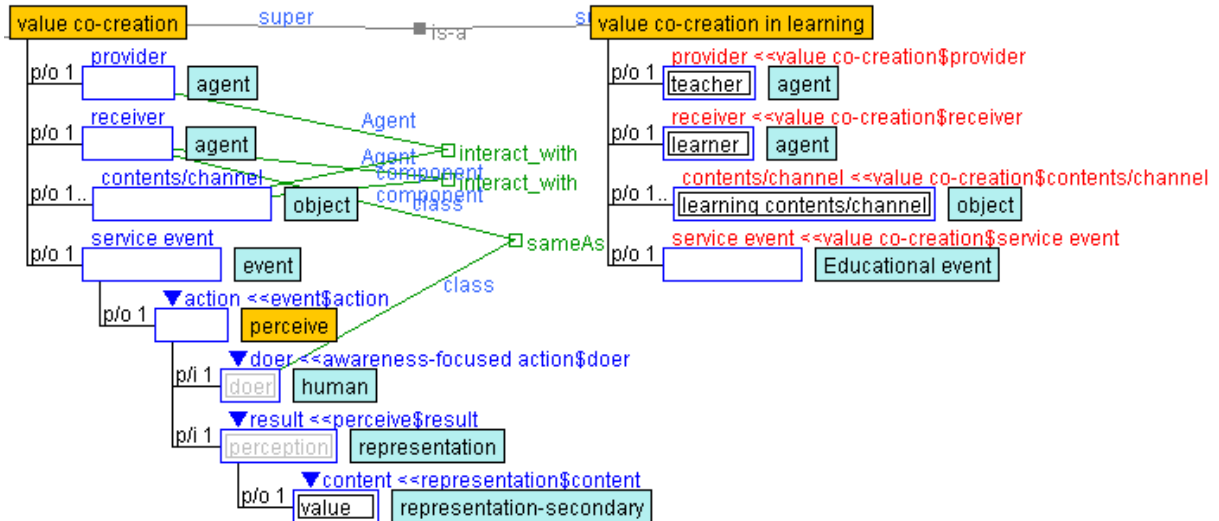 value co-creation super is-a su value co-creation in learning
provider
p/o 1 agent
receiver
p/o 1 agent
contents/channel
p/o 1.. object
service event
p/o 1 event
action <<event$action
p/o 1 perceive
doer <<awareness-focused action$doer
p/i 1 doer human
result <<perceive$result
p/i 1 perception representation
content <<representation$content
p/o 1 value representation-secondary
Agent
interact_with
Agent
component
interact_with
component
class
sameAs
class
provider <<value co-creation$provider
p/o 1 teacher agent
receiver <<value co-creation$receiver
p/o 1 learner agent
contents/channel <<value co-creation$contents/channel
p/o 1.. learning contents/channel object
service event <<value co-creation$service event
p/o 1 Educational event